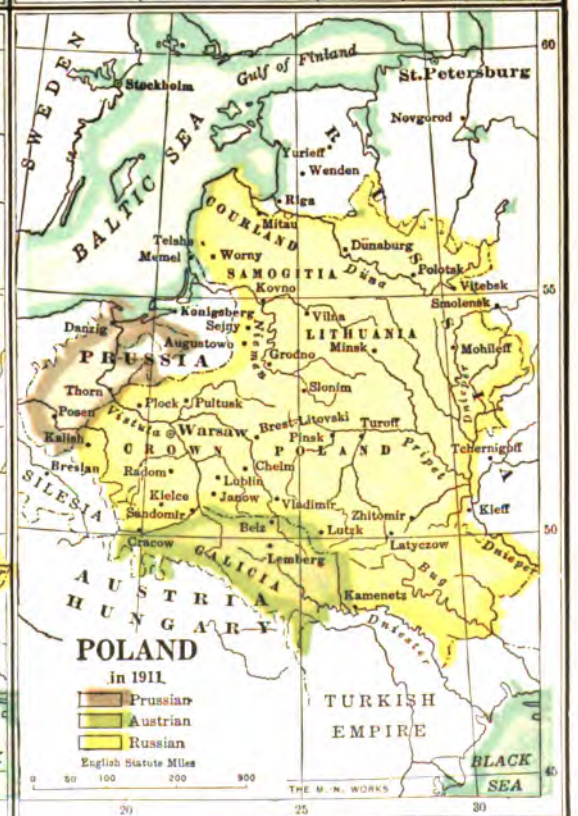 60
Gulf of Finland
SWEDEN
Stockholm
St.Petersburg
Novgorod
BALTIC SEA
RUSSIA
Yurieff
Wenden
Riga
COURLAND
Mitau
Telshe
Memel
Worny
Dünaburg
SAMOGITIA
Düna
Polotsk
Vitebsk
Kovno
55
Smolensk
Königsberg
Danzig
Sejny
Vilna
Niemen
LITHUANIA
Augustowo
Minsk
Mohileff
PRUSSIA
Grodno
Dnieper
Thorn
Slonim
Posen
Plock
Pultusk
Vistula
Warsaw
Brest-Litovski
Turoff
Kalish
Pinsk
Pripet
CROWN POLAND
Tchernigoff
Breslau
Radom
Chelm
Lublin
SILESIA
Kielce
Janow
Vladimir
Kieff
Sandomir
Zhitomir
Belz
Lutzk
50
Cracow
Latyczow
Dnieper
Lemberg
GALICIA
Bug
AUSTRIA
HUNGARY
Kamenetz
Dniester
POLAND
in 1911
Prussian
Austrian
Russian
TURKISH
EMPIRE
English Statute Miles
0 50 100 200 300
THE M.-N. WORKS
BLACK
SEA
45
20 25 30